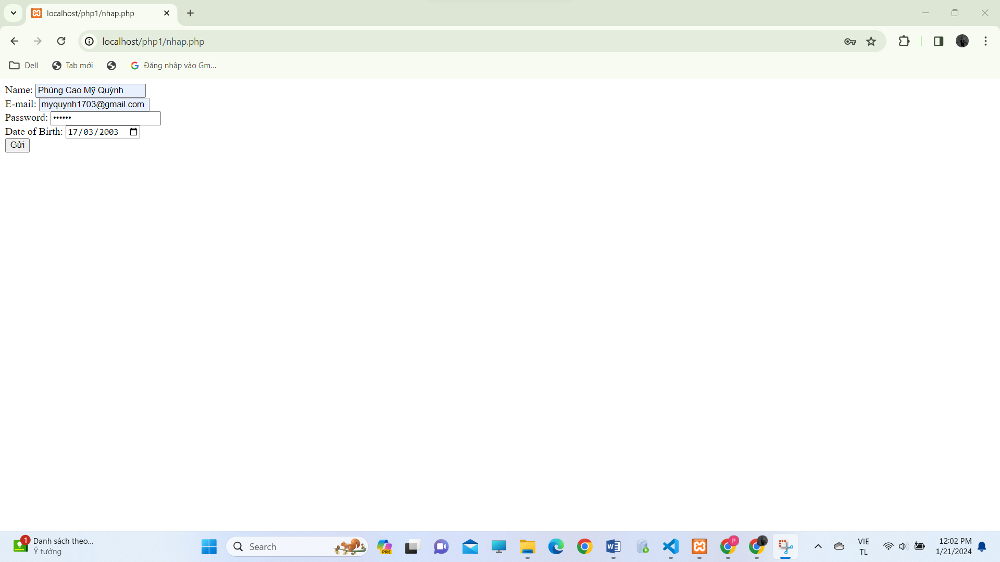 localhost/php1/nhap.php
localhost/php1/nhap.php
Dell Tab mới Đăng nhập vào Gm...
Name: Phùng Cao Mỹ Quỳnh
E-mail: myquynh1703@gmail.com
Password: ••••••
Date of Birth: 17/03/2003
Gửi
1 Danh sách theo...
Ý tưởng
Search
PRE
P
VIE
TL
12:02 PM
1/21/2024